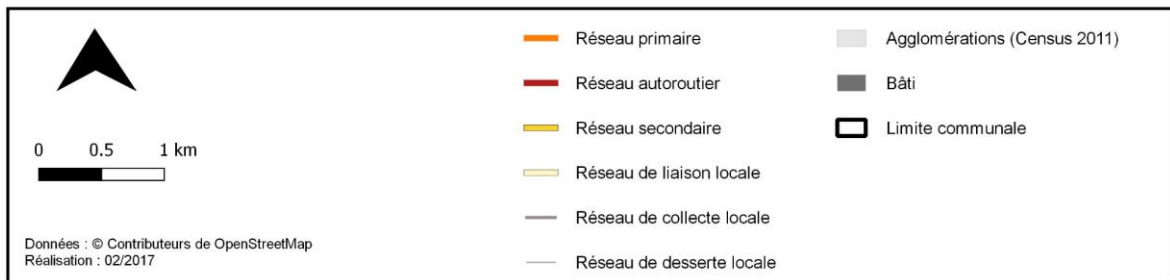 0 0.5 1 km
Données : © Contributeurs de OpenStreetMap
Réalisation : 02/2017
Réseau primaire
Réseau autoroutier
Réseau secondaire
Réseau de liaison locale
Réseau de collecte locale
Réseau de desserte locale
Agglomérations (Census 2011)
Bâti
Limite communale